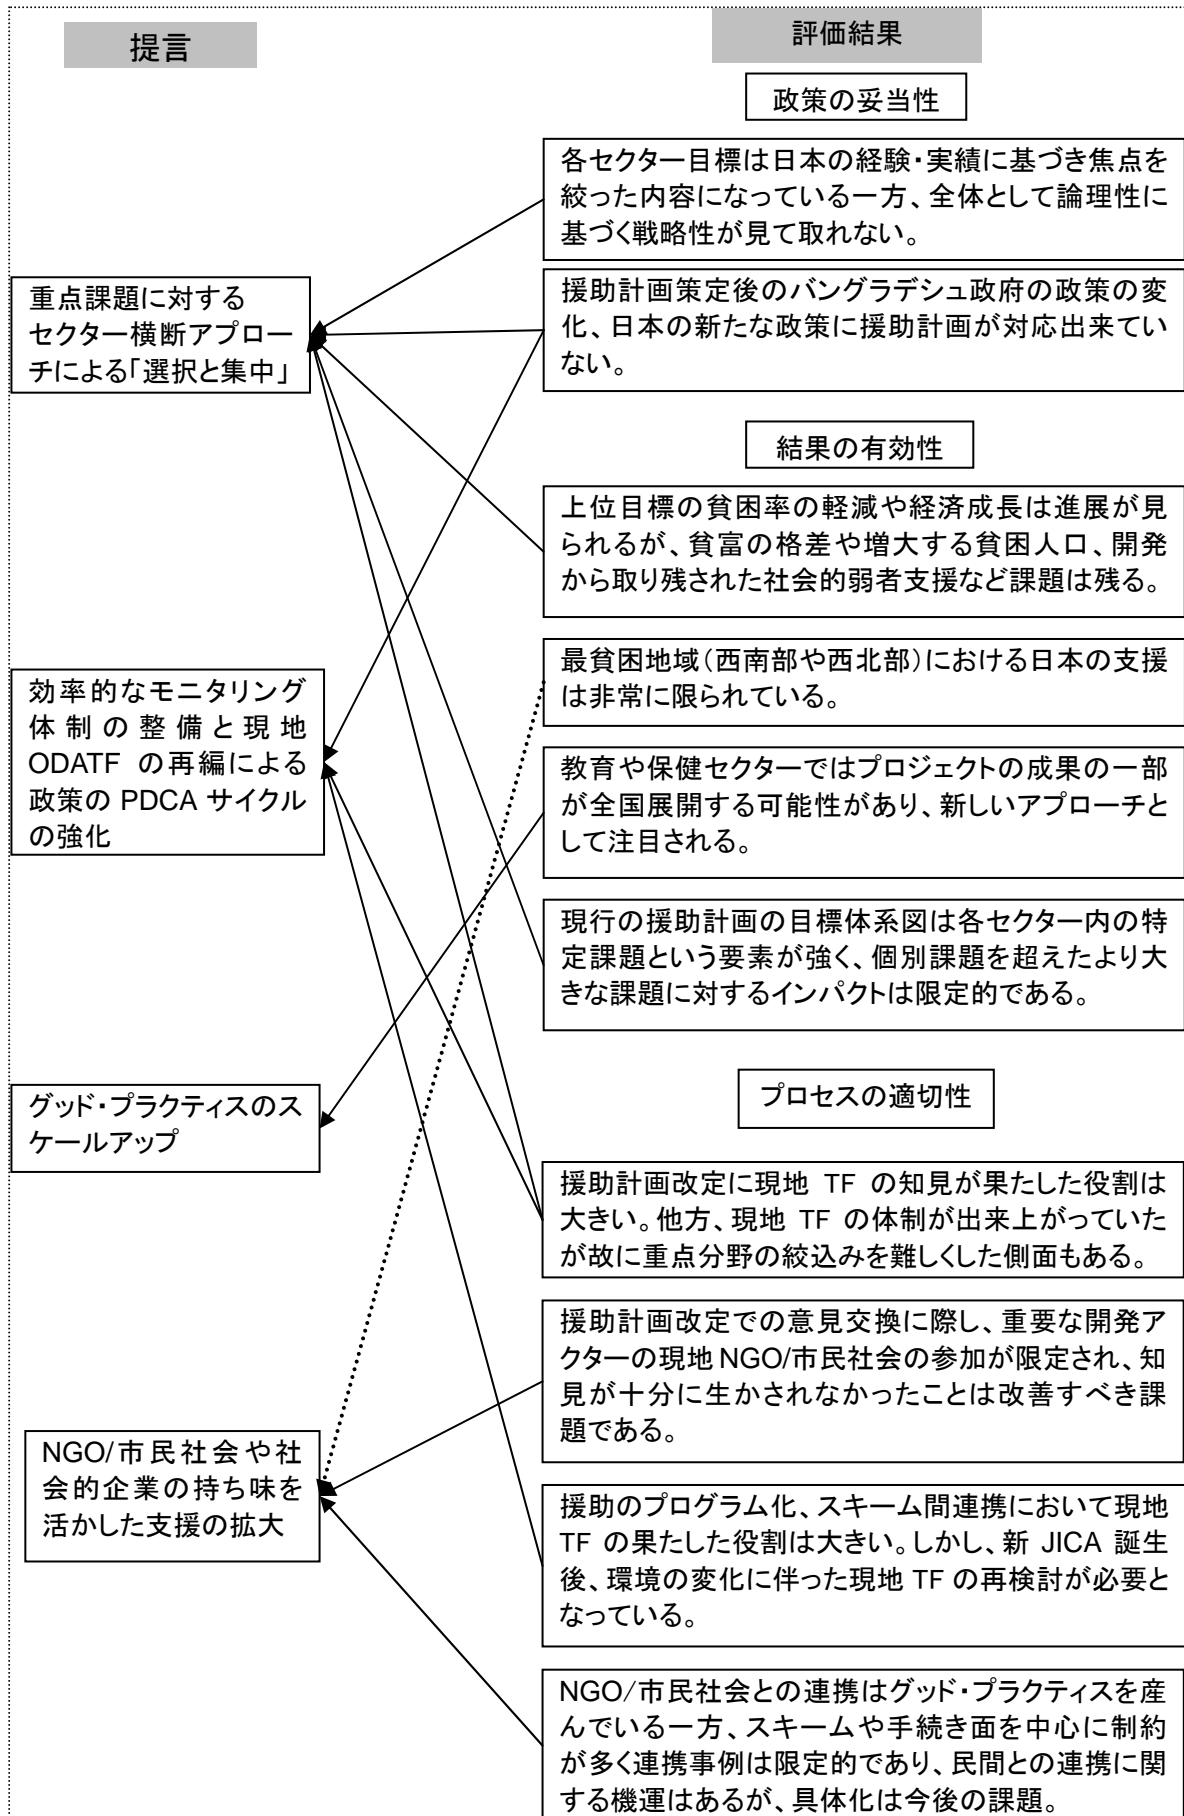 提言
評価結果
政策の妥当性
各セクター目標は日本の経験・実績に基づき焦点を
絞った内容になっている一方、全体として論理性に
基づく戦略性が見て取れない。
援助計画策定後のバングラデシュ政府の政策の変
化、日本の新たな政策に援助計画が対応出来てい
ない。
重点課題に対する
セクター横断アプロー
チによる「選択と集中」
結果の有効性
上位目標の貧困率の軽減や経済成長は進展が見
られるが、貧富の格差や増大する貧困人口、開発
から取り残された社会的弱者支援など課題は残る。
最貧困地域(西南部や西北部)における日本の支援
は非常に限られている。
効率的なモニタリング
体制の整備と現地
ODATF の再編による
政策の PDCA サイクル
の強化
教育や保健セクターではプロジェクトの成果の一部
が全国展開する可能性があり、新しいアプローチと
して注目される。
現行の援助計画の目標体系図は各セクター内の特
定課題という要素が強く、個別課題を超えたより大
きな課題に対するインパクトは限定的である。
プロセスの適切性
グッド・プラクティスのス
ケールアップ
援助計画改定に現地 TF の知見が果たした役割は
大きい。他方、現地 TF の体制が出来上がっていた
が故に重点分野の絞込みを難しくした側面もある。
援助計画改定での意見交換に際し、重要な開発ア
クターの現地 NGO/市民社会の参加が限定され、知
見が十分に生かされなかったことは改善すべき課
題である。
NGO/市民社会や社
会的企業の持ち味を
活かした支援の拡大
援助のプログラム化、スキーム間連携において現地
TF の果たした役割は大きい。しかし、新 JICA 誕生
後、環境の変化に伴った現地 TF の再検討が必要と
なっている。
NGO/市民社会との連携はグッド・プラクティスを産
んでいる一方、スキームや手続き面を中心に制約
が多く連携事例は限定的であり、民間との連携に関
する機運はあるが、具体化は今後の課題。